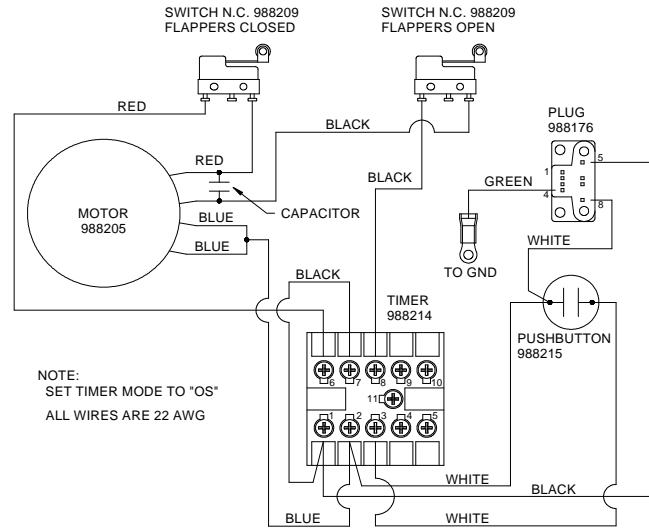 SWITCH N.C. 988209
FLAPPERS CLOSED
SWITCH N.C. 988209
FLAPPERS OPEN
RED
BLACK
PLUG
988176
RED
BLACK
1
5
GREEN
4
8
MOTOR
988205
BLUE
CAPACITOR
BLUE
WHITE
TO GND
BLACK
TIMER
988214
PUSHBUTTON
988215
NOTE:
SET TIMER MODE TO "OS"
ALL WIRES ARE 22 AWG
6
7
8
9
10
11
1
2
3
4
5
WHITE
BLACK
BLUE
WHITE